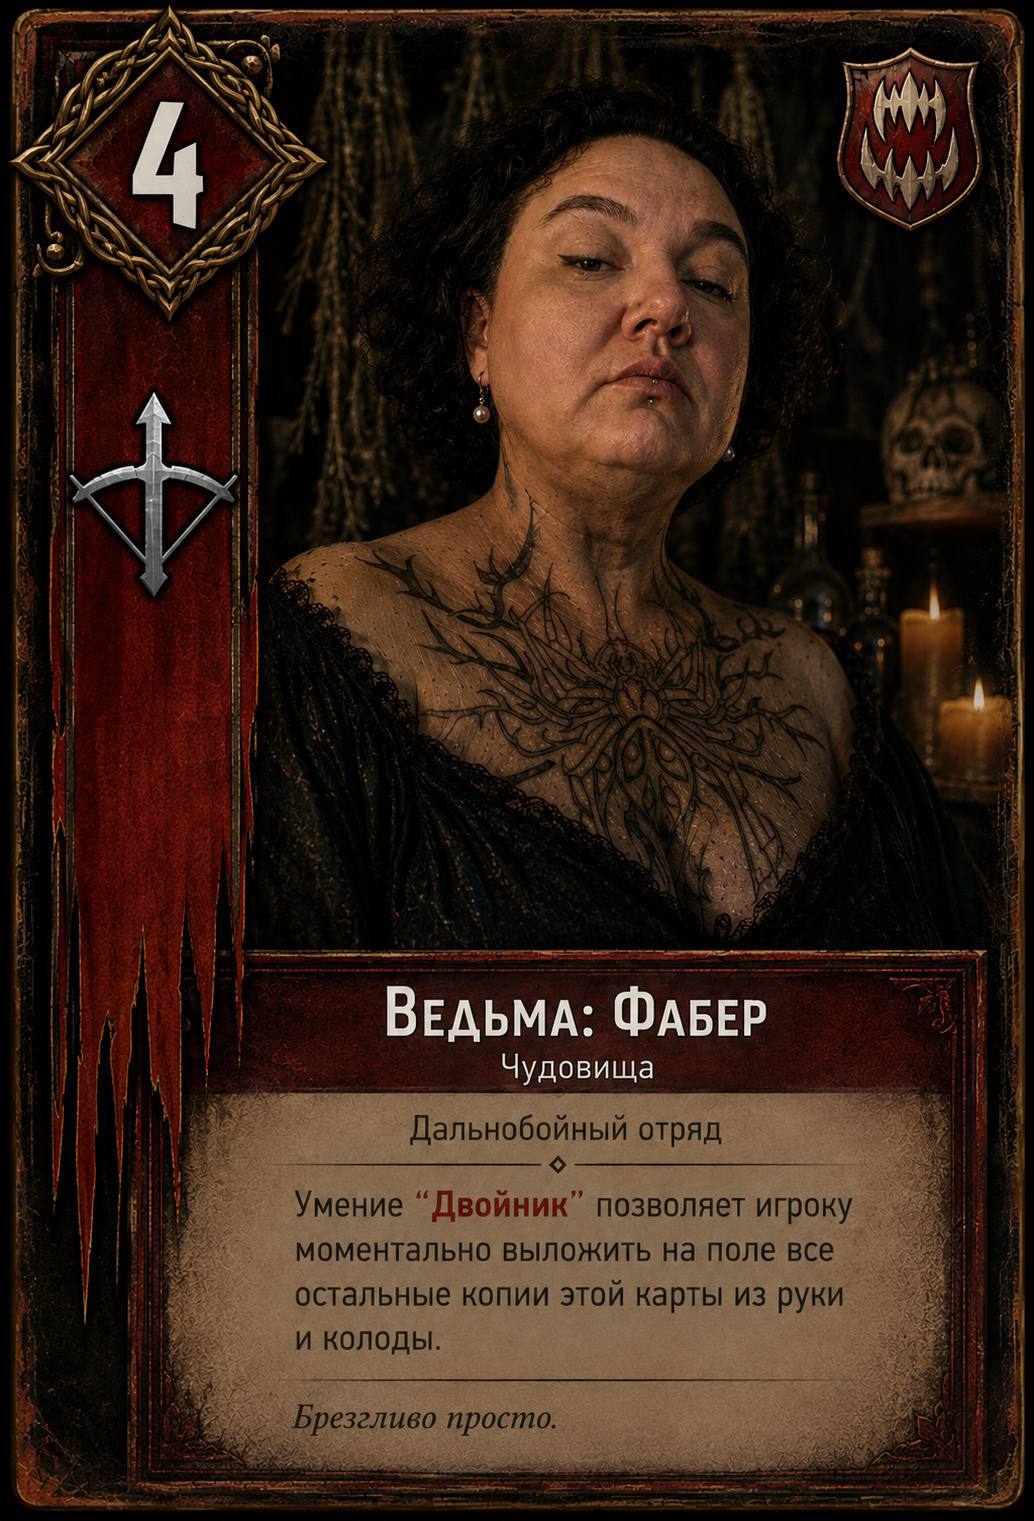 4
Ведьма: Фабер
Чудовища
Дальнобойный отряд
Умение “Двойник” позволяет игроку
моментально выложить на поле все
остальные копии этой карты из руки
и колоды.
Брезгливо просто.